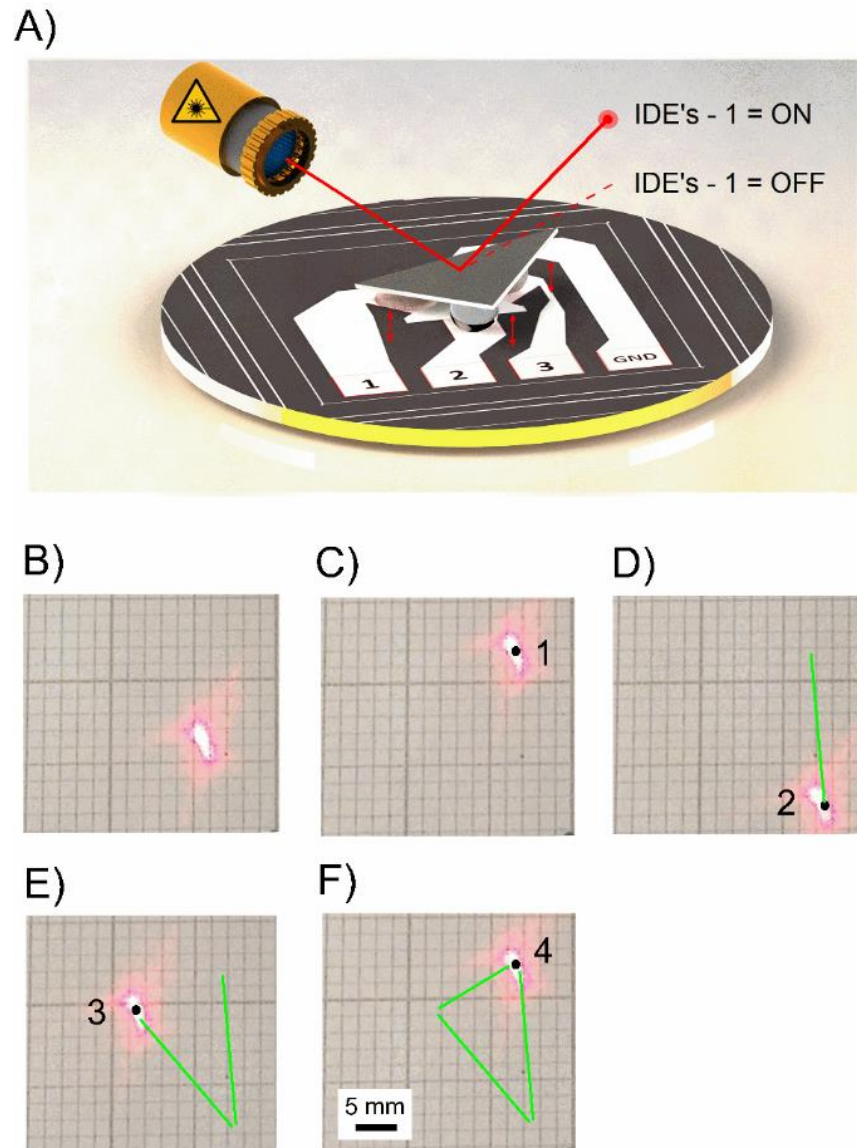 A)
IDE's - 1 = ON
IDE's - 1 = OFF
1
2
3
GND
B)
C)
D)
1
2
E)
F)
3
4
5 mm